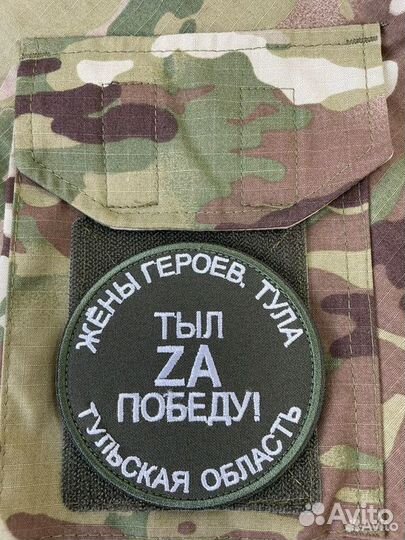 ЖЁНЫ ГЕРОЕВ. ТУЛА
ТЫЛ
ZA
ПОБЕДУ!
ТУЛЬСКАЯ ОБЛАСТЬ
Avito